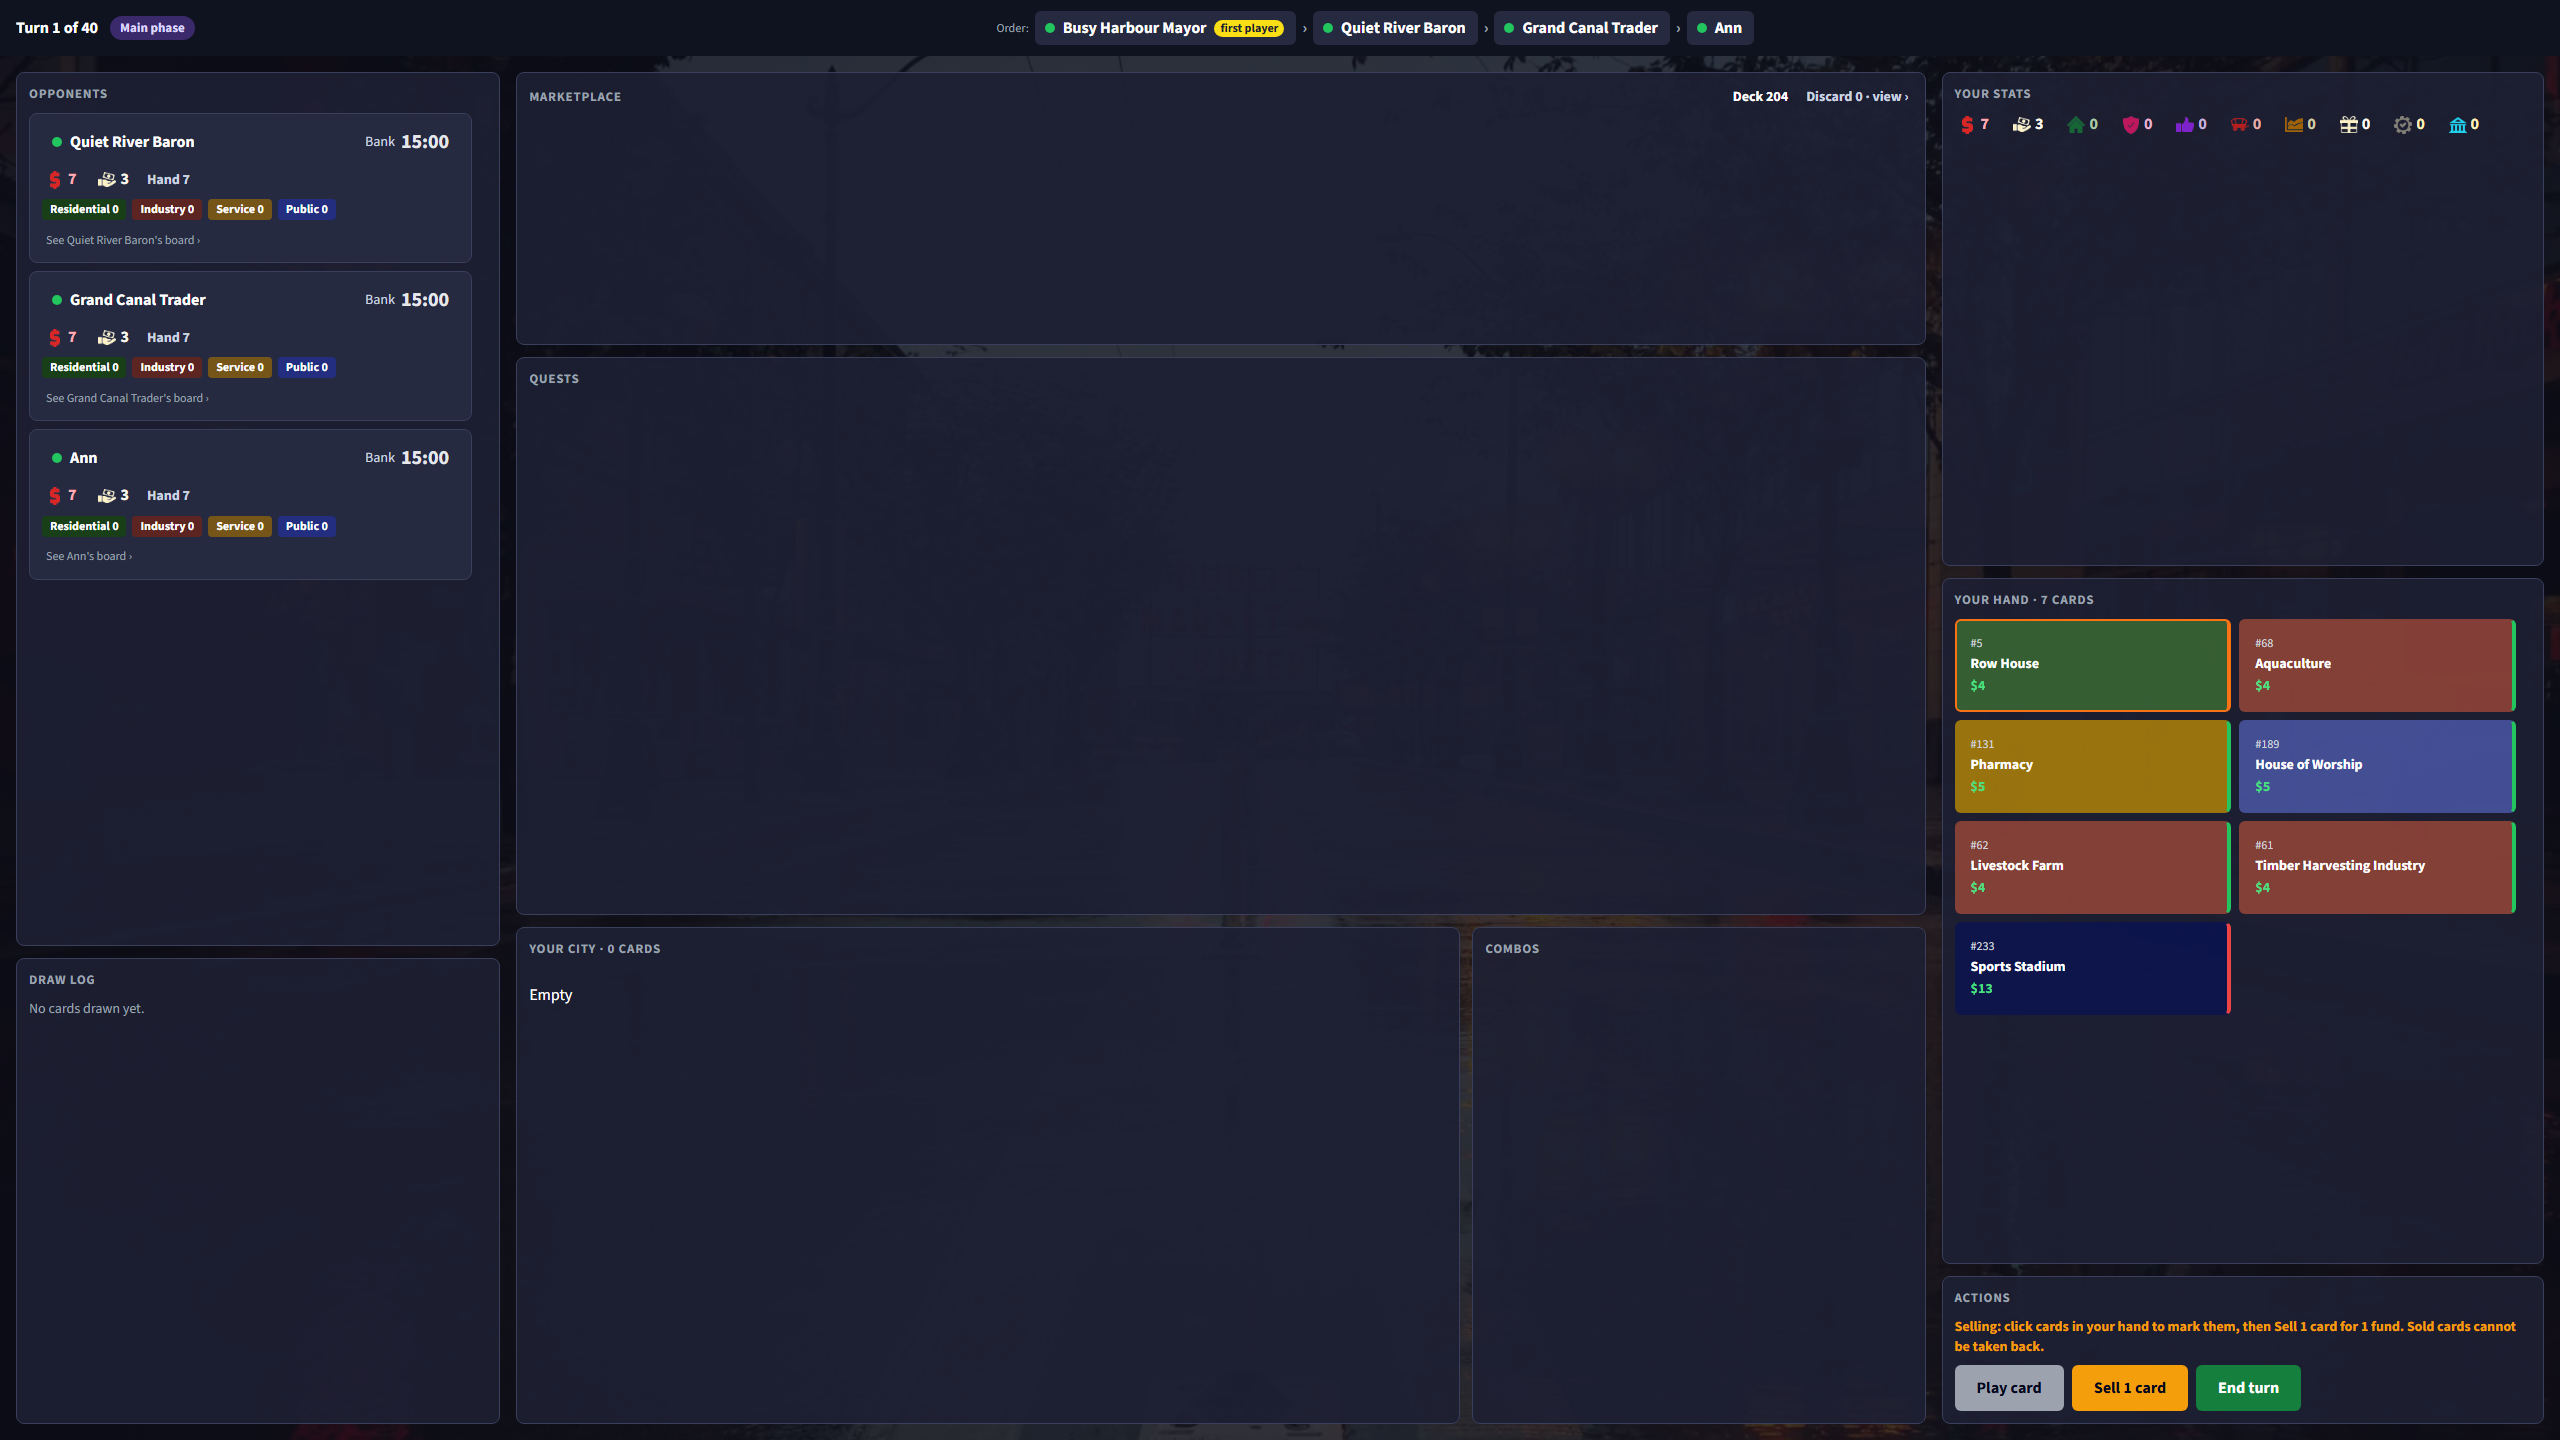 Turn 1 of 40 Main phase
Order: Busy Harbour Mayor first player › Quiet River Baron › Grand Canal Trader › Ann
OPPONENTS
Quiet River Baron Bank 15:00
$ 7 3 Hand 7
Residential 0 Industry 0 Service 0 Public 0
See Quiet River Baron's board ›
Grand Canal Trader Bank 15:00
$ 7 3 Hand 7
Residential 0 Industry 0 Service 0 Public 0
See Grand Canal Trader's board ›
Ann Bank 15:00
$ 7 3 Hand 7
Residential 0 Industry 0 Service 0 Public 0
See Ann's board ›
DRAW LOG
No cards drawn yet.
MARKETPLACE Deck 204 Discard 0 · view ›
QUESTS
YOUR CITY · 0 CARDS
Empty
COMBOS
YOUR STATS
$ 7 3 0 0 0 0 0 0 0 0
YOUR HAND · 7 CARDS
#5
Row House
$4
#68
Aquaculture
$4
#131
Pharmacy
$5
#189
House of Worship
$5
#62
Livestock Farm
$4
#61
Timber Harvesting Industry
$4
#233
Sports Stadium
$13
ACTIONS
Selling: click cards in your hand to mark them, then Sell 1 card for 1 fund. Sold cards cannot
be taken back.
Play card Sell 1 card End turn